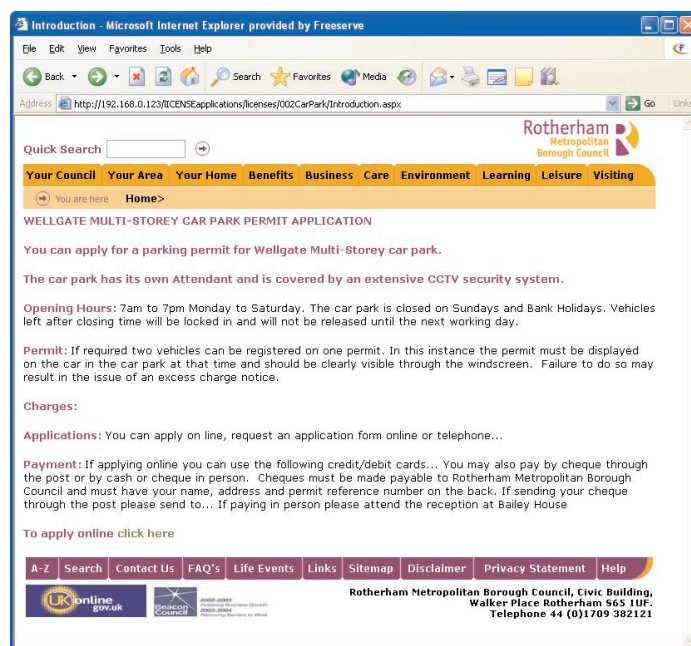 Introduction - Microsoft Internet Explorer provided by Freeserve
File Edit View Favorites Tools Help
Back Search Favorites Media
Address http://192.168.0.123/lICENSEapplications/licenses/002CarPark/Introduction.aspx Go Links
Rotherham
Metropolitan
Borough Council
Quick Search
Your Council Your Area Your Home Benefits Business Care Environment Learning Leisure Visiting
You are here Home>
WELLGATE MULTI-STOREY CAR PARK PERMIT APPLICATION
You can apply for a parking permit for Wellgate Multi-Storey car park.
The car park has its own Attendant and is covered by an extensive CCTV security system.
Opening Hours: 7am to 7pm Monday to Saturday. The car park is closed on Sundays and Bank Holidays. Vehicles
left after closing time will be locked in and will not be released until the next working day.
Permit: If required two vehicles can be registered on one permit. In this instance the permit must be displayed
on the car in the car park at that time and should be clearly visible through the windscreen. Failure to do so may
result in the issue of an excess charge notice.
Charges:
Applications: You can apply on line, request an application form online or telephone...
Payment: If applying online you can use the following credit/debit cards... You may also pay by cheque through
the post or by cash or cheque in person. Cheques must be made payable to Rotherham Metropolitan Borough
Council and must have your name, address and permit reference number on the back. If sending your cheque
through the post please send to... If paying in person please attend the reception at Bailey House
To apply online click here
A-Z Search Contact Us FAQ's Life Events Links Sitemap Disclaimer Privacy Statement Help
UK online
gov.uk
Beacon
Council
2002-2003
Fostering Business Growth
2003-2004
Removing Barriers to Work
Rotherham Metropolitan Borough Council, Civic Building,
Walker Place Rotherham S65 1UF.
Telephone 44 (0)1709 382121